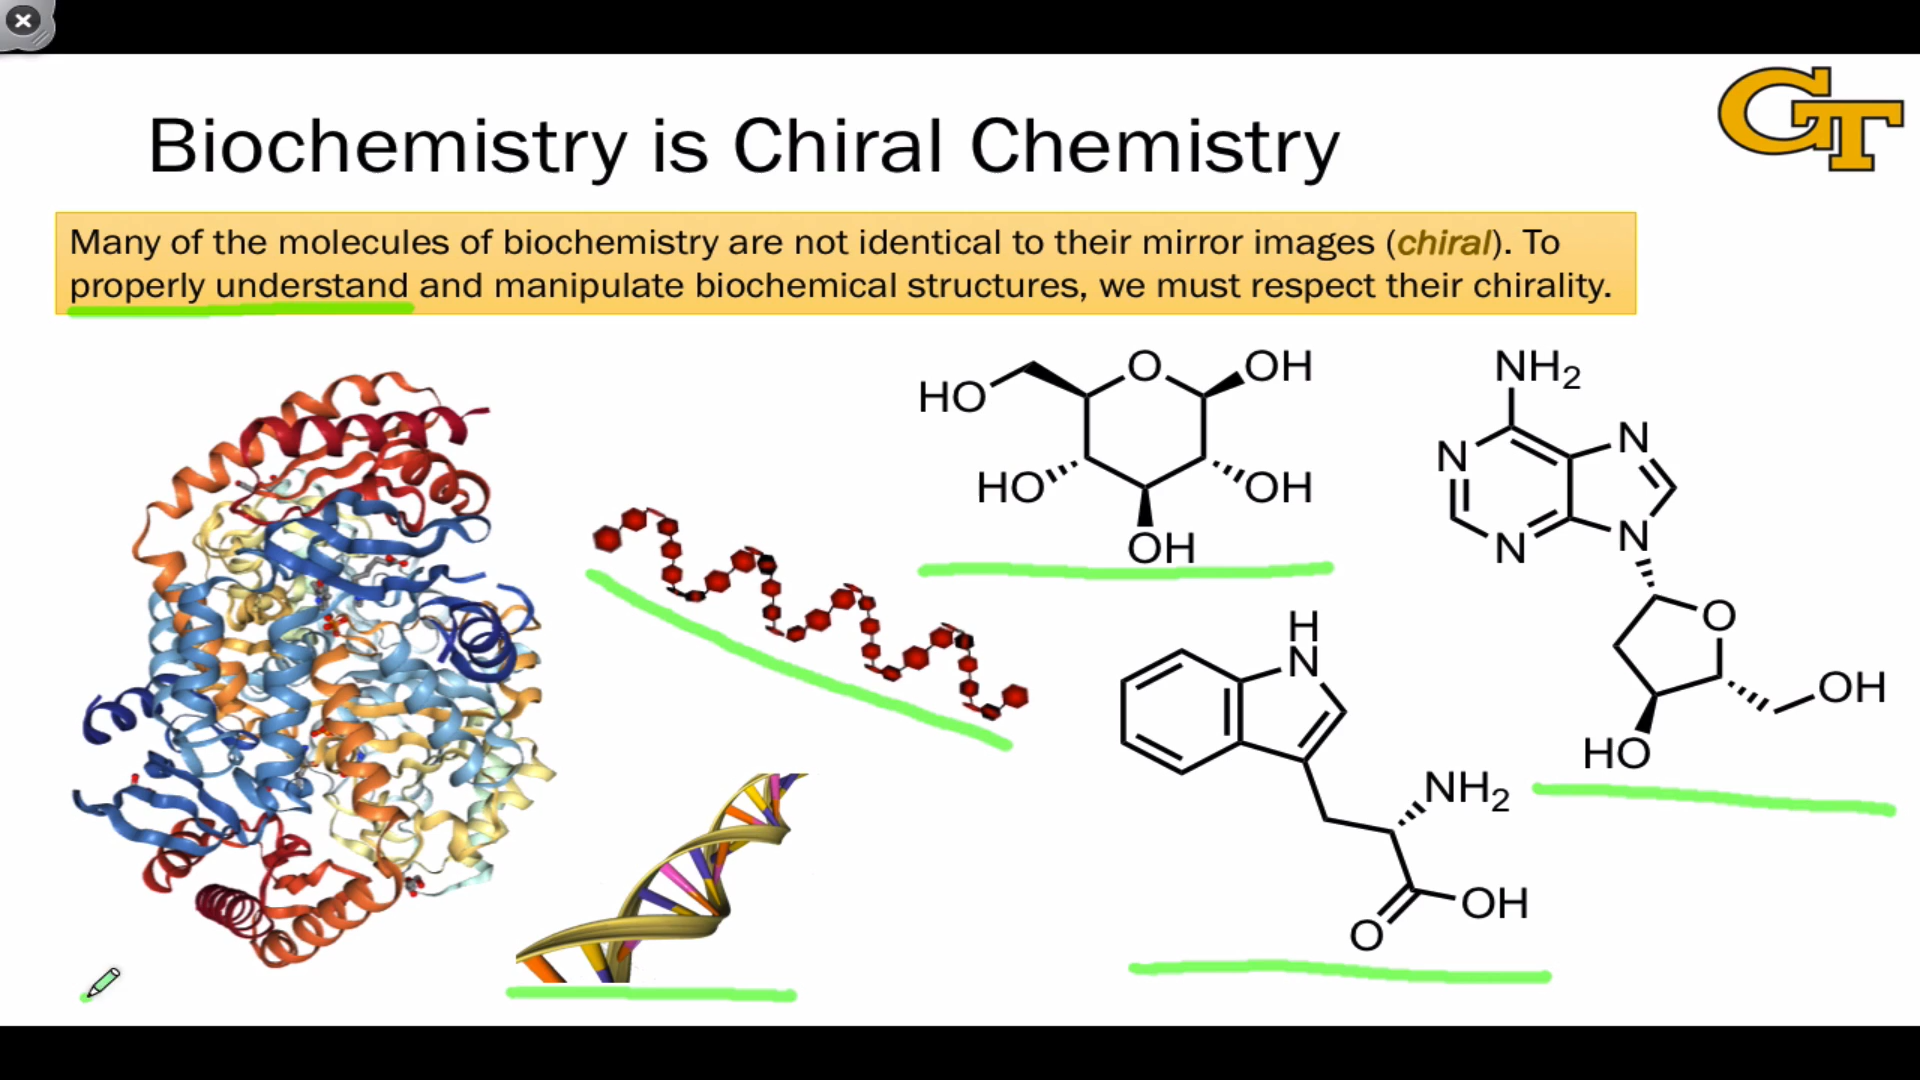 GT
Biochemistry is Chiral Chemistry
Many of the molecules of biochemistry are not identical to their mirror images (chiral). To
properly understand and manipulate biochemical structures, we must respect their chirality.
HO
O
OH
HO
OH
OH
NH2
N
N
N
N
O
OH
HO
H
N
NH2
OH
O